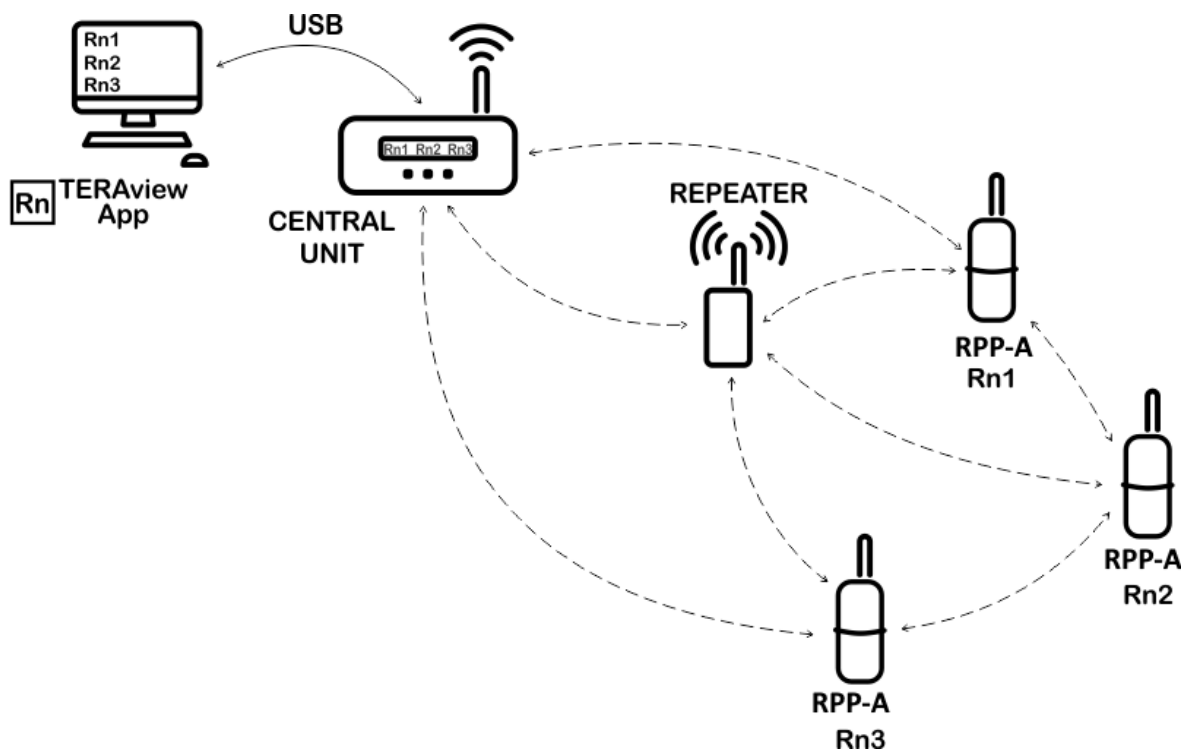 USB
Rn1
Rn2
Rn3
Rn1 Rn2 Rn3
Rn TERAview
App
CENTRAL
UNIT
REPEATER
RPP-A
Rn1
RPP-A
Rn2
RPP-A
Rn3